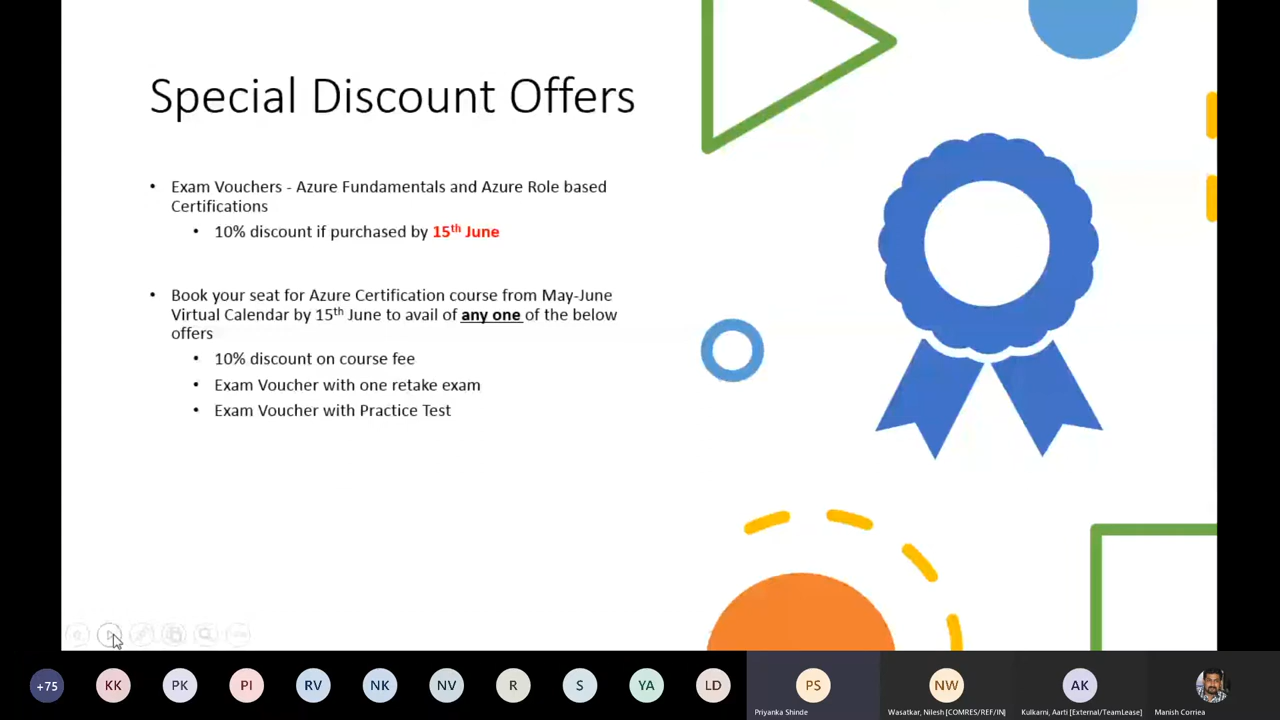 Special Discount Offers
• Exam Vouchers - Azure Fundamentals and Azure Role based
Certifications
• 10% discount if purchased by 15th June
• Book your seat for Azure Certification course from May-June
Virtual Calendar by 15th June to avail of any one of the below
offers
• 10% discount on course fee
• Exam Voucher with one retake exam
• Exam Voucher with Practice Test
+75 KK PK PI RV NK NV R S YA LD PS NW AK
Priyanka Shinde Wasatkar, Nilesh [COMRES/REF/IN] Kulkarni, Aarti [External/TeamLease] Manish Correia